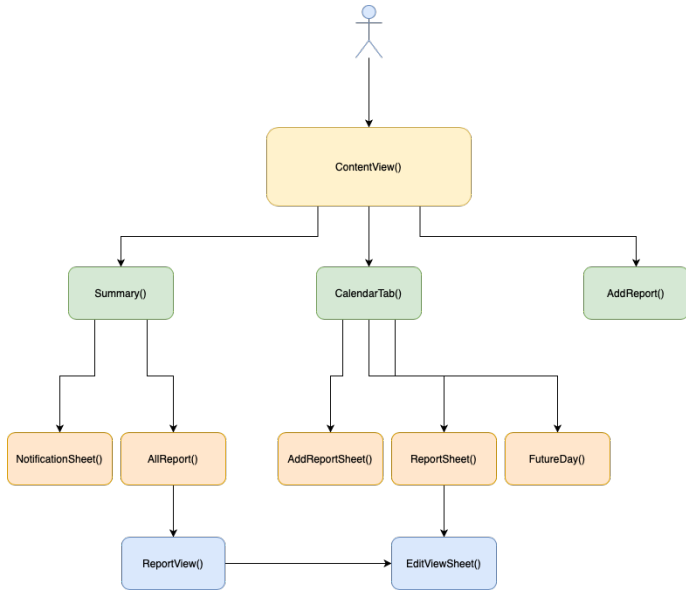 ContentView()
Summary()
CalendarTab()
AddReport()
NotificationSheet()
AllReport()
AddReportSheet()
ReportSheet()
FutureDay()
ReportView()
EditViewSheet()